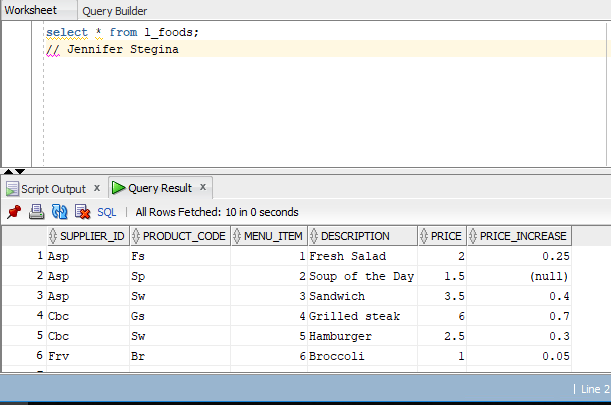 Worksheet Query Builder
select * from l_foods;
// Jennifer Stegina
Script Output x Query Result x
SQL | All Rows Fetched: 10 in 0 seconds
SUPPLIER_ID PRODUCT_CODE MENU_ITEM DESCRIPTION PRICE PRICE_INCREASE
1 Asp Fs 1 Fresh Salad 2 0.25
2 Asp Sp 2 Soup of the Day 1.5 (null)
3 Asp Sw 3 Sandwich 3.5 0.4
4 Cbc Gs 4 Grilled steak 6 0.7
5 Cbc Sw 5 Hamburger 2.5 0.3
6 Frv Br 6 Broccoli 1 0.05
| Line 2